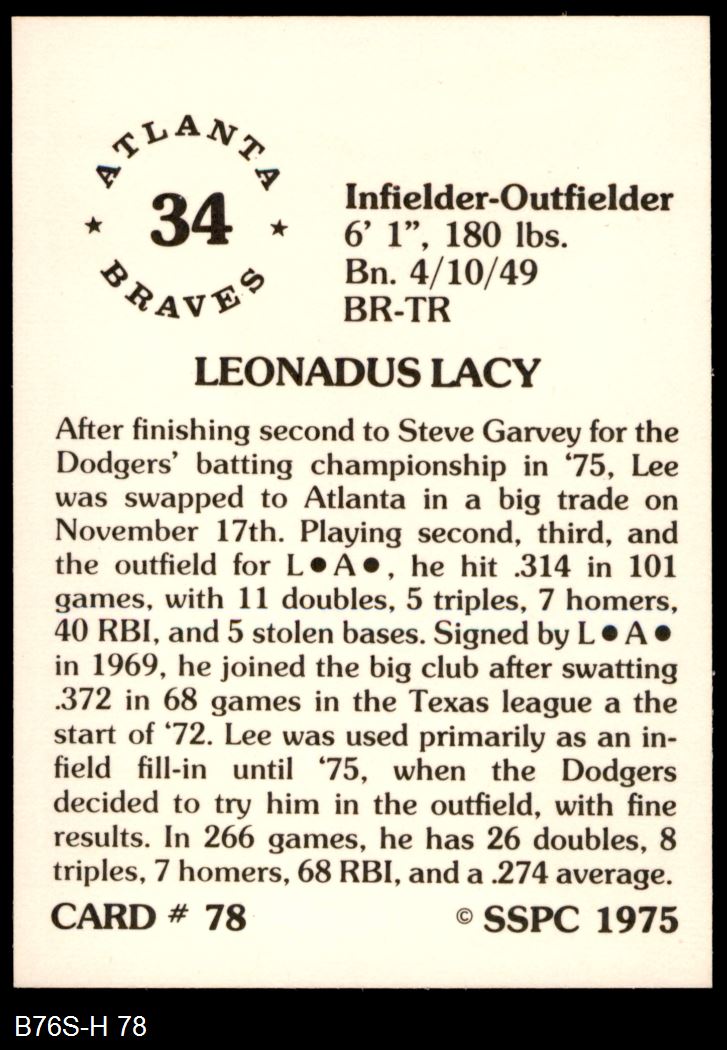 ATLANTA
34
BRAVES
Infielder-Outfielder
6' 1", 180 lbs.
Bn. 4/10/49
BR-TR
LEONADUS LACY
After finishing second to Steve Garvey for the
Dodgers' batting championship in '75, Lee
was swapped to Atlanta in a big trade on
November 17th. Playing second, third, and
the outfield for L●A●, he hit .314 in 101
games, with 11 doubles, 5 triples, 7 homers,
40 RBI, and 5 stolen bases. Signed by L●A●
in 1969, he joined the big club after swatting
.372 in 68 games in the Texas league a the
start of '72. Lee was used primarily as an in-
field fill-in until '75, when the Dodgers
decided to try him in the outfield, with fine
results. In 266 games, he has 26 doubles, 8
triples, 7 homers, 68 RBI, and a .274 average.
CARD # 78 © SSPC 1975
B76S-H 78